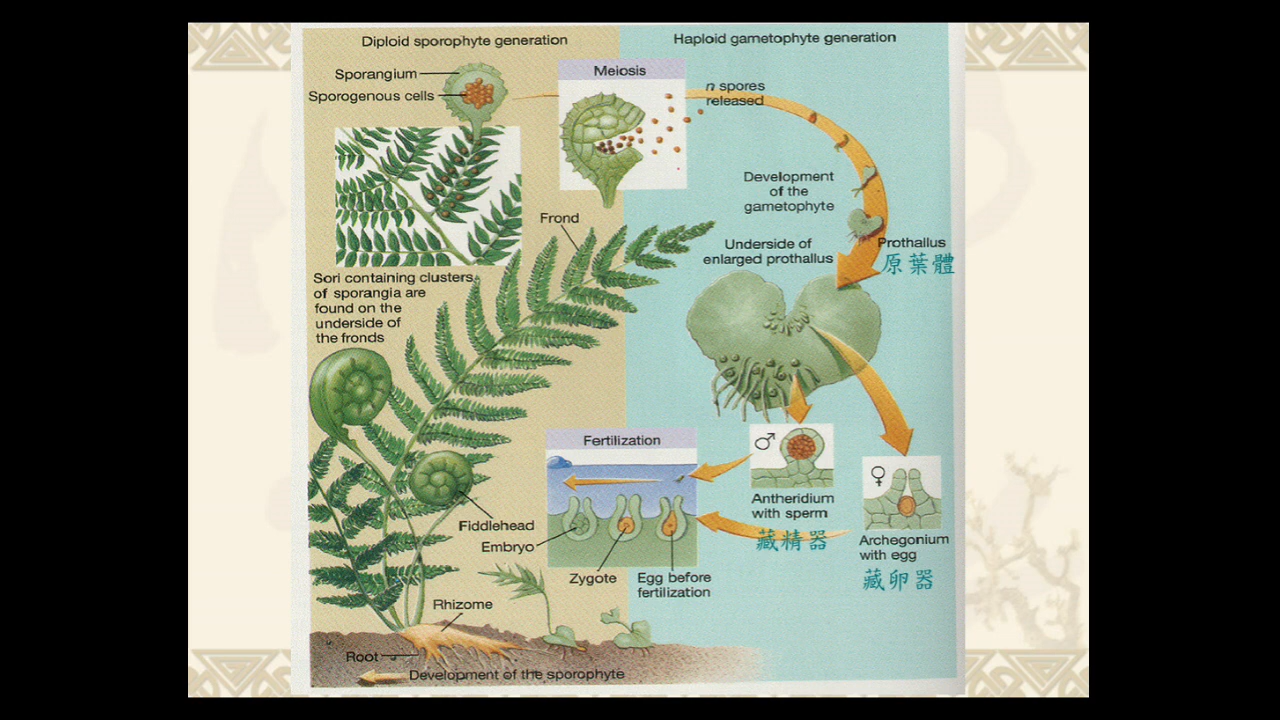 Diploid sporophyte generation
Haploid gametophyte generation
Sporangium
Sporogenous cells
Meiosis
n spores
released
Development
of the
gametophyte
Frond
Underside of
enlarged prothallus
Prothallus
原葉體
Sori containing clusters
of sporangia are
found on the
underside of
the fronds
Fertilization
♂
♀
Antheridium
with sperm
藏精器
Archegonium
with egg
藏卵器
Fiddlehead
Embryo
Zygote
Egg before
fertilization
Rhizome
Root
Development of the sporophyte